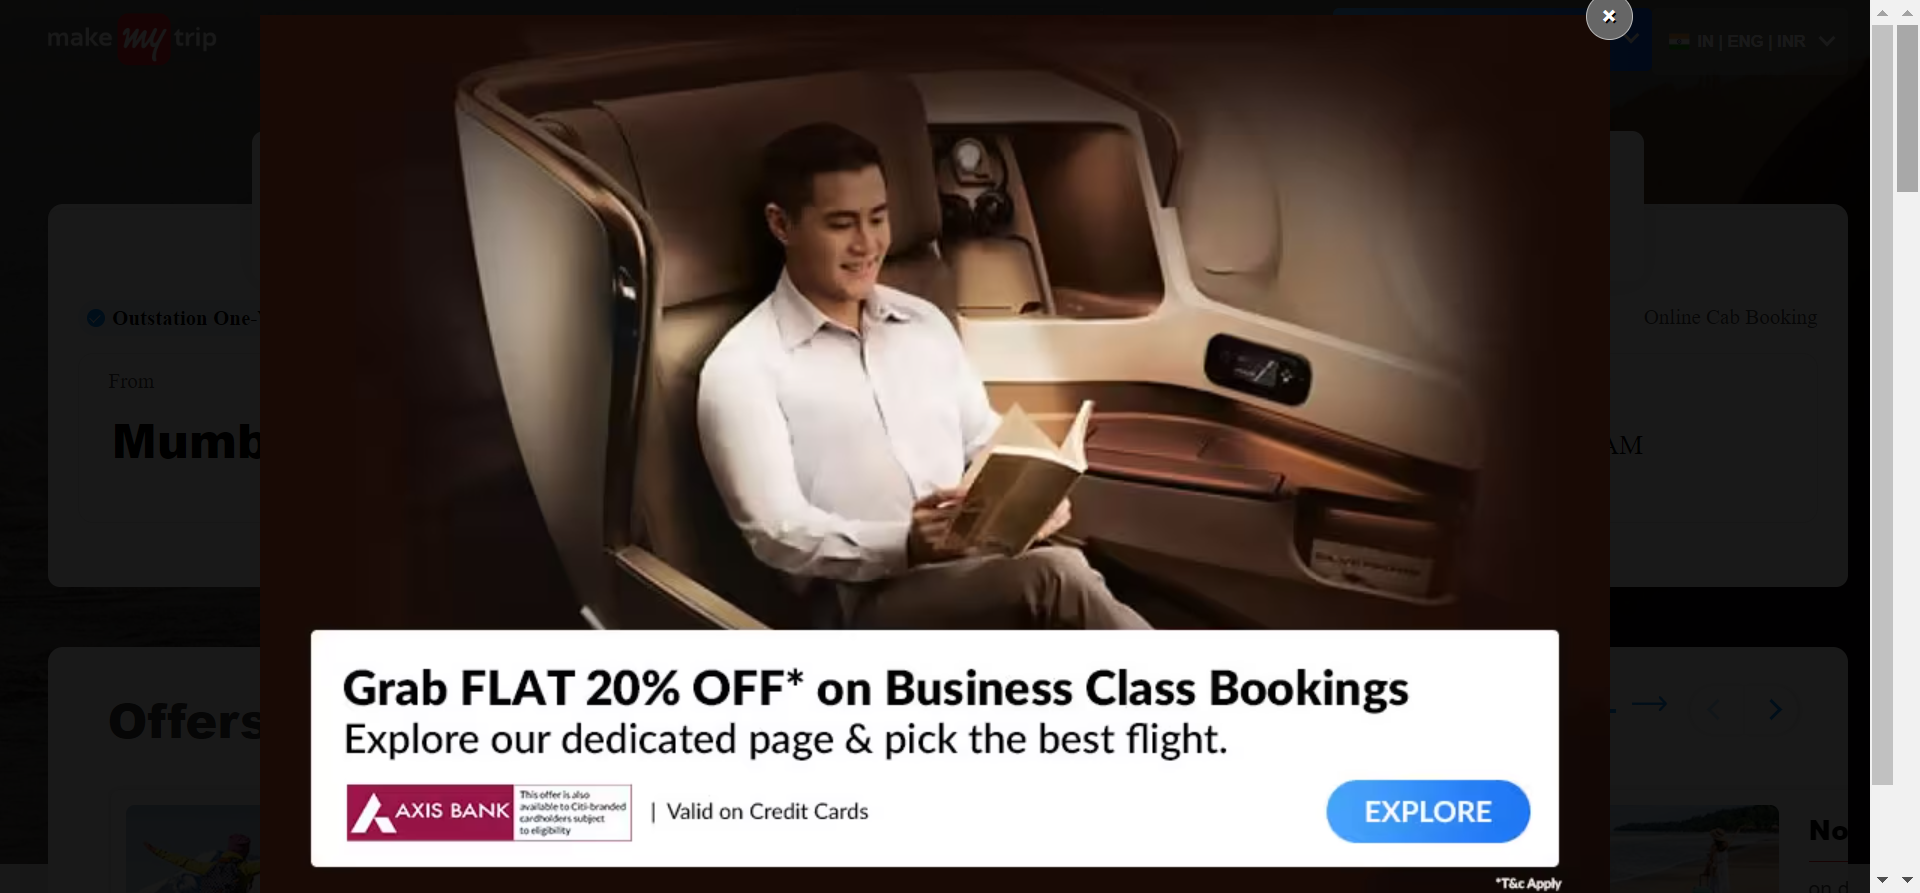 make my trip
IN | ENG | INR
Outstation One-
Online Cab Booking
From
Mumb
AM
Grab FLAT 20% OFF* on Business Class Bookings
Explore our dedicated page & pick the best flight.
AXIS BANK
This offer is also
available to Citi-branded
cardholders subject
to eligibility
| Valid on Credit Cards
EXPLORE
Offers
No
*T&c Apply